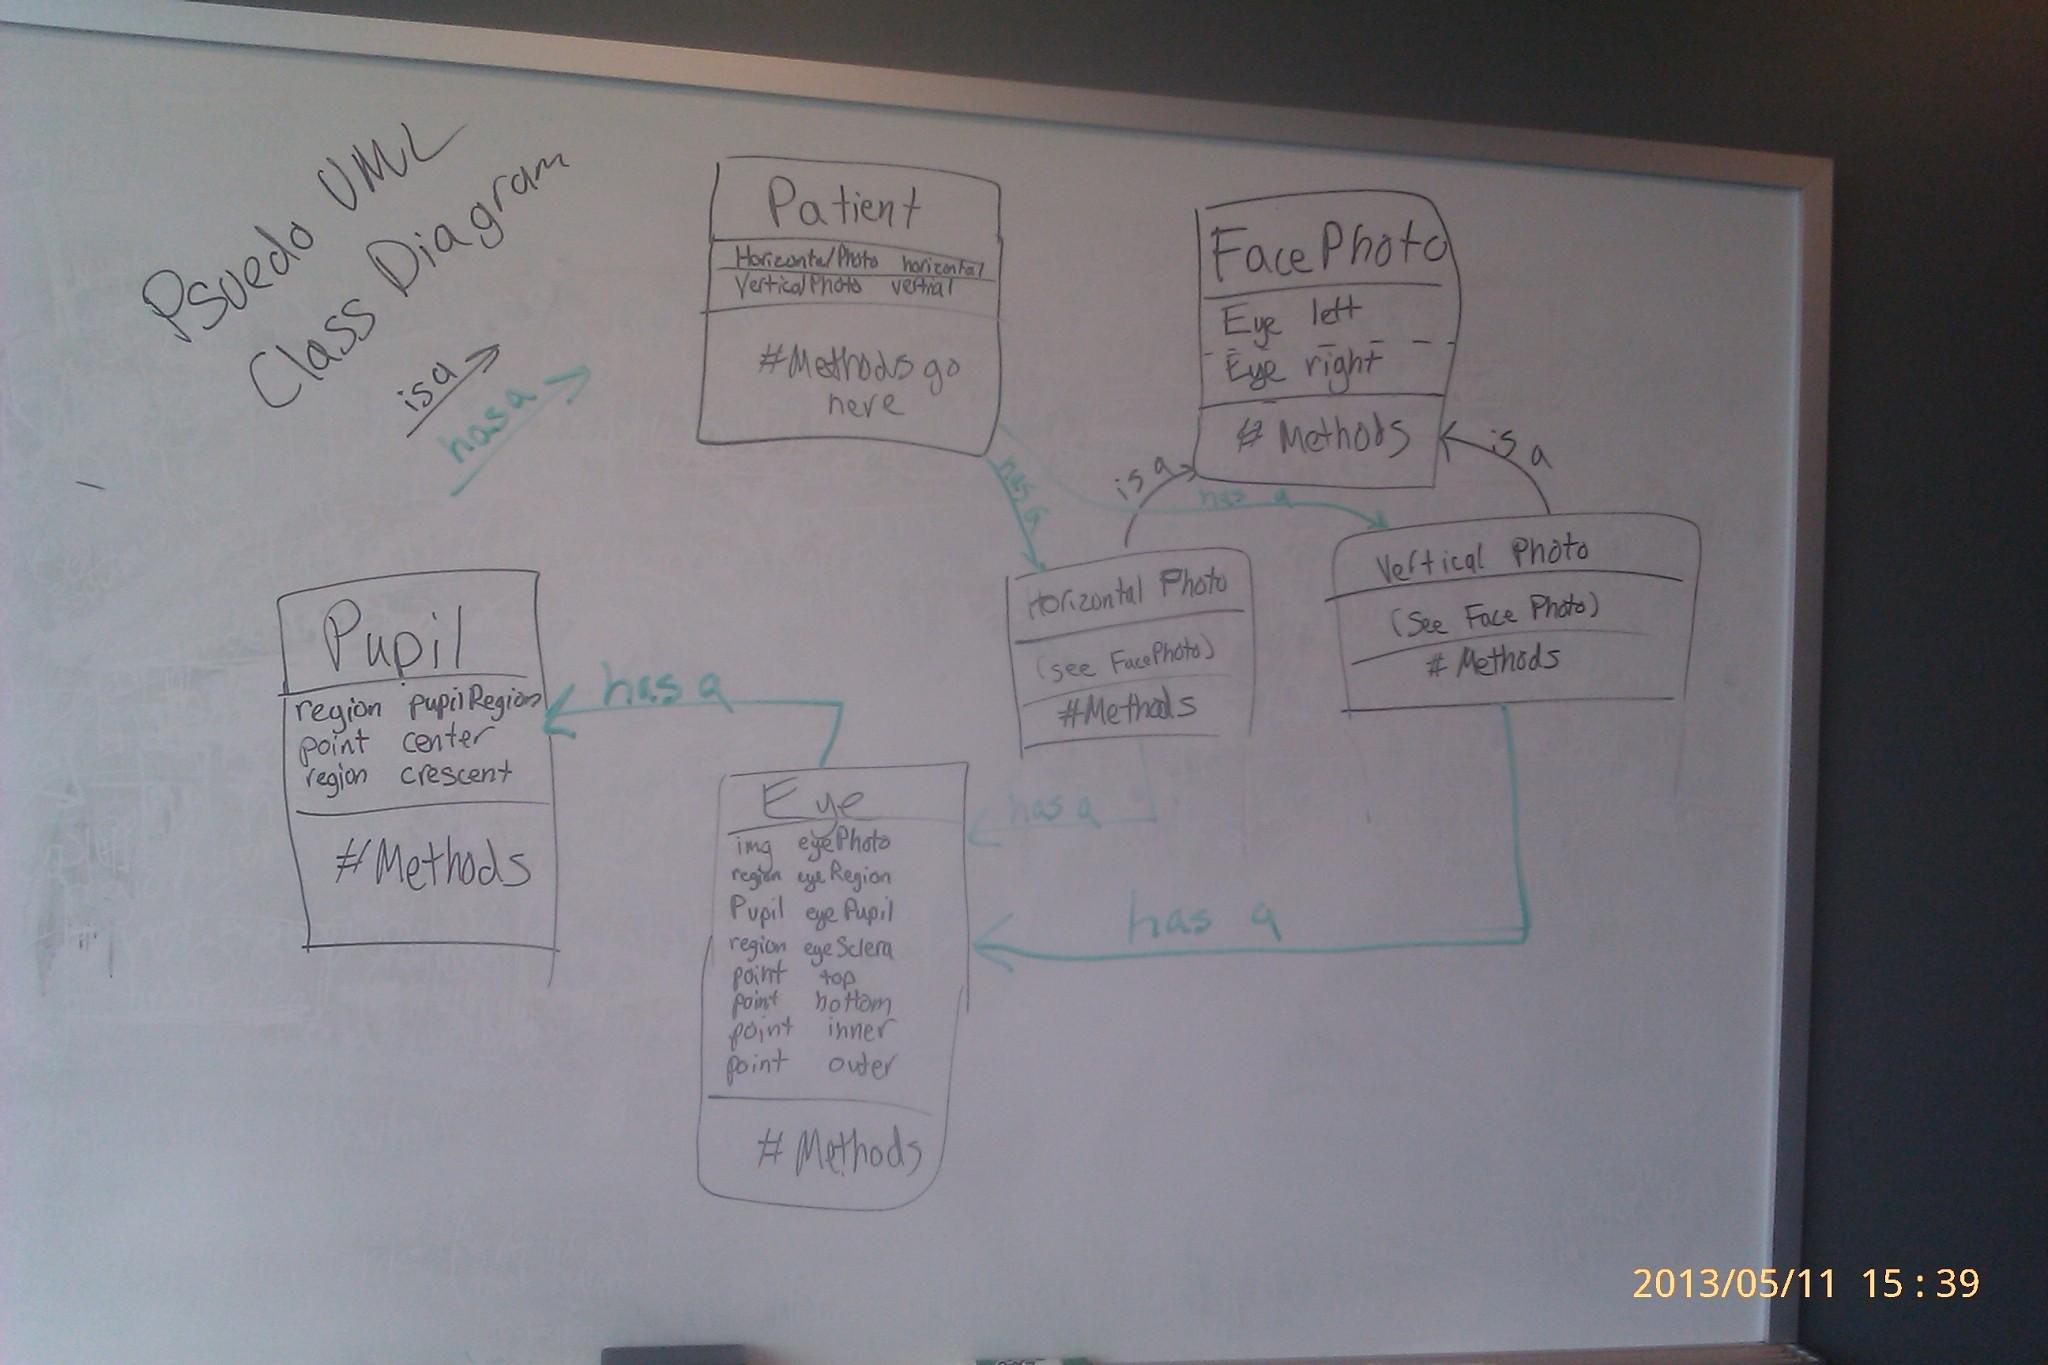 Psuedo UML
Class Diagram
is a
has a
Patient
HorizontalPhoto horizontal
VerticalPhoto vertial
#Methods go
here
FacePhoto
Eye left
Eye right
# Methods
has a
is a
has a
is a
Horizontal Photo
(see FacePhoto)
#Methods
Vertical Photo
(See Face Photo)
# Methods
Pupil
region pupilRegion
point center
region crescent
#Methods
has a
Eye
img eyePhoto
region eyeRegion
Pupil eyePupil
region eyeSclera
point top
point bottom
point inner
point outer
# Methods
has a
has a
2013/05/11 15:39